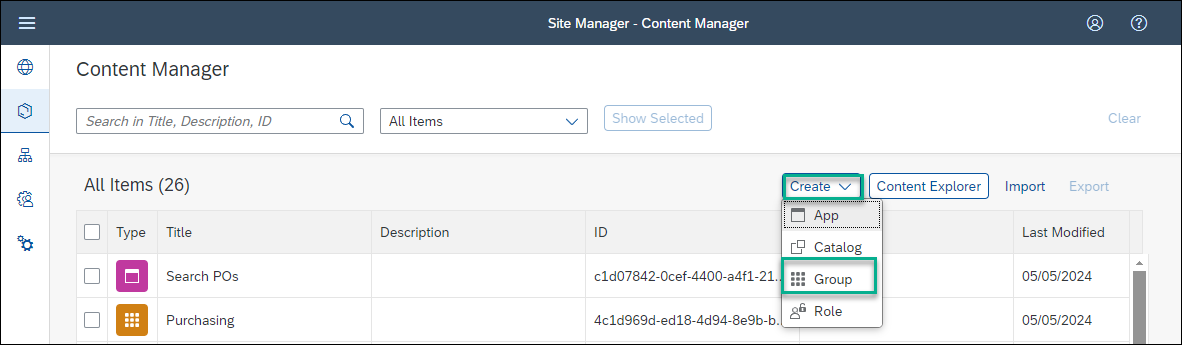 Site Manager - Content Manager
Content Manager
Search in Title, Description, ID
All Items
Show Selected
Clear
All Items (26)
Create
Content Explorer
Import
Export
App
Catalog
Group
Role
Type
Title
Description
ID
Last Modified
Search POs
c1d07842-0cef-4400-a4f1-21...
05/05/2024
Purchasing
4c1d969d-ed18-4d94-8e9b-b...
05/05/2024